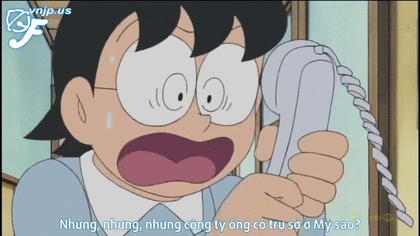 vnjp.us
F
Nhưng, nhưng, nhưng công ty ông có trụ sở ở Mỹ sao?